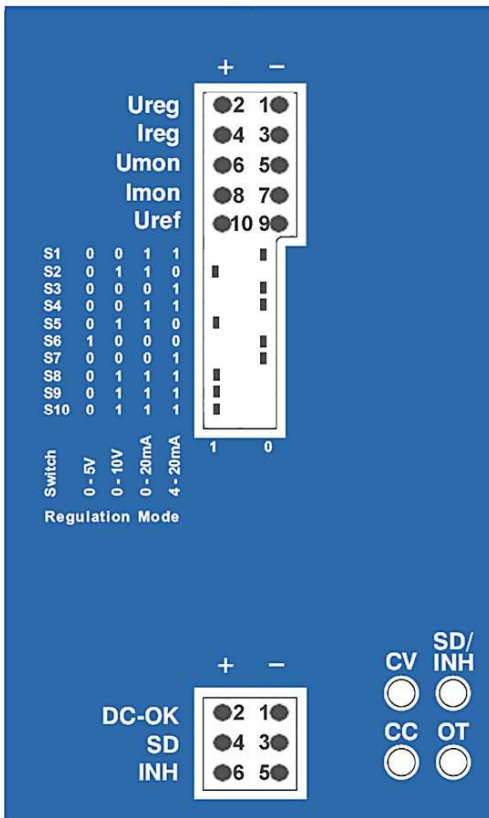 + −
Ureg 2 1
Ireg 4 3
Umon 6 5
Imon 8 7
Uref 10 9
S1 0 0 1 1
S2 0 1 1 0
S3 0 0 0 1
S4 0 0 1 1
S5 0 1 1 0
S6 1 0 0 0
S7 0 0 0 1
S8 0 1 1 1
S9 0 1 1 1
S10 0 1 1 1
1 0
Switch
0 - 5V
0 - 10V
0 - 20mA
4 - 20mA
Regulation Mode
+ −
DC-OK 2 1
SD 4 3
INH 6 5
CV
SD/
INH
CC OT